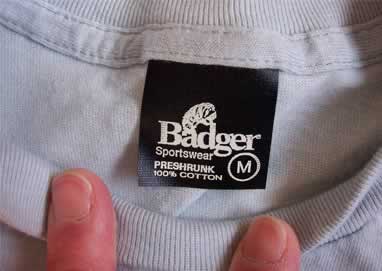 Badger
Sportswear
PRESHRUNK
100% COTTON
M